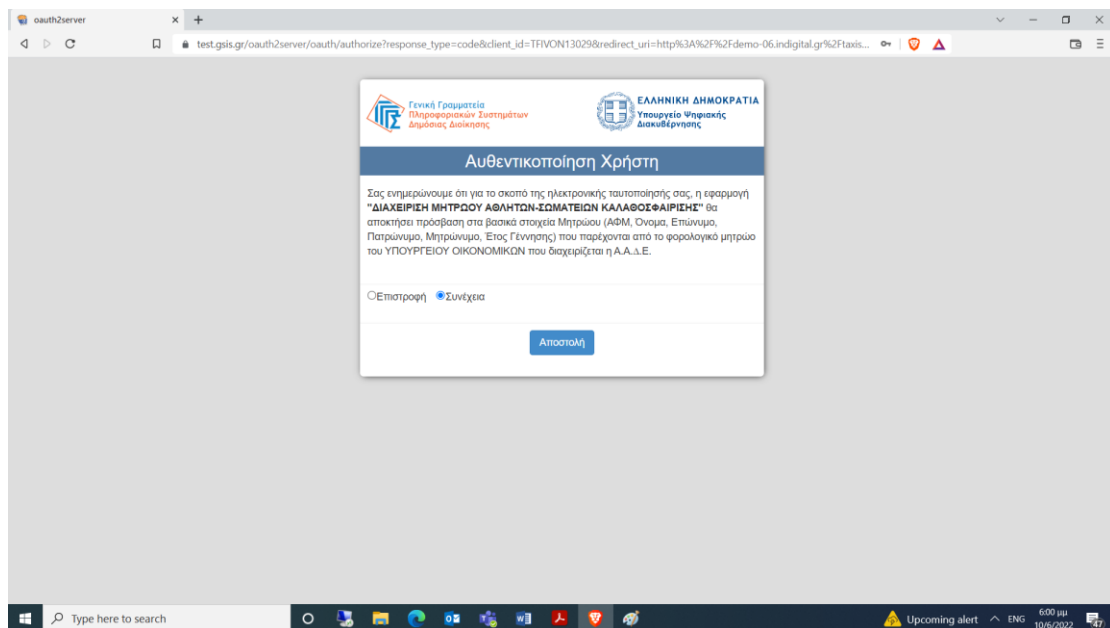 oauth2server
test.gsis.gr/oauth2server/oauth/authorize?response_type=code&client_id=TFIVON13029&redirect_uri=http%3A%2F%2Fdemo-06.indigital.gr%2Ftaxis...
Γενική Γραμματεία
Πληροφοριακών Συστημάτων
Δημόσιας Διοίκησης
ΕΛΛΗΝΙΚΗ ΔΗΜΟΚΡΑΤΙΑ
Υπουργείο Ψηφιακής
Διακυβέρνησης
Αυθεντικοποίηση Χρήστη
Σας ενημερώνουμε ότι για το σκοπό της ηλεκτρονικής ταυτοποίησής σας, η εφαρμογή
"ΔΙΑΧΕΙΡΙΣΗ ΜΗΤΡΩΟΥ ΑΘΛΗΤΩΝ-ΣΩΜΑΤΕΙΩΝ ΚΑΛΑΘΟΣΦΑΙΡΙΣΗΣ" θα
αποκτήσει πρόσβαση στα βασικά στοιχεία Μητρώου (ΑΦΜ, Όνομα, Επώνυμο,
Πατρώνυμο, Μητρώνυμο, Έτος Γέννησης) που παρέχονται από το φορολογικό μητρώο
του ΥΠΟΥΡΓΕΙΟΥ ΟΙΚΟΝΟΜΙΚΩΝ που διαχειρίζεται η Α.Α.Δ.Ε.
Επιστροφή Συνέχεια
Αποστολή
Type here to search
Upcoming alert ENG 6:00 μμ
10/6/2022 47